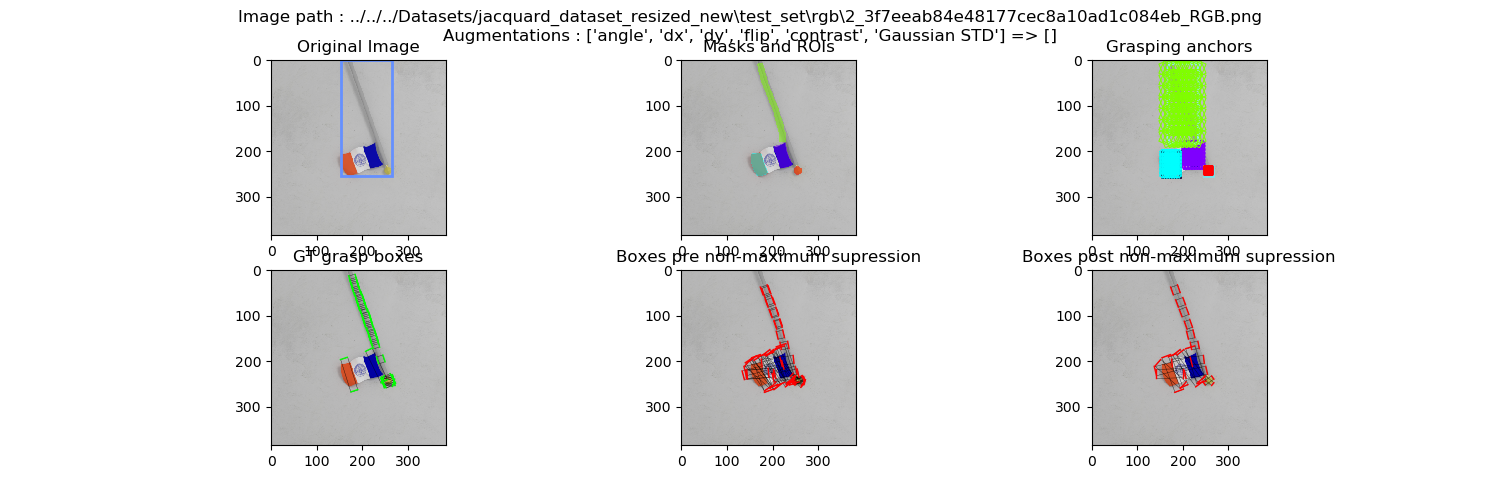 Image path : ../../../Datasets/jacquard_dataset_resized_new\test_set\rgb\2_3f7eeab84e48177cec8a10ad1c084eb_RGB.png
Augmentations : ['angle', 'dx', 'dy', 'flip', 'contrast', 'Gaussian STD'] => []
Original Image
Masks and ROIs
Grasping anchors
0 0 0
100 100 100
200 200 200
300 300 300
0 100 200 300 0 100 200 300 0 100 200 300
GT grasp boxes
Boxes pre non-maximum supression
Boxes post non-maximum supression
0 0 0
100 100 100
200 200 200
300 300 300
0 100 200 300 0 100 200 300 0 100 200 300